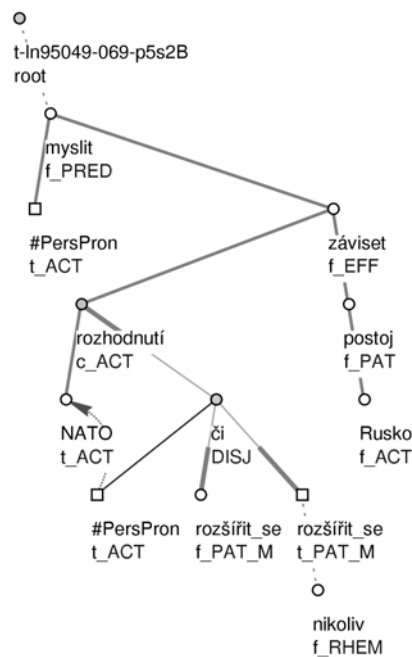 t-ln95049-069-p5s2B
root
myslit
f_PRED
#PersPron
t_ACT
záviset
f_EFF
rozhodnutí
c_ACT
postoj
f_PAT
NATO
t_ACT
či
DISJ
Rusko
f_ACT
#PersPron
t_ACT
rozšířit_se
f_PAT_M
rozšířit_se
t_PAT_M
nikoliv
f_RHEM